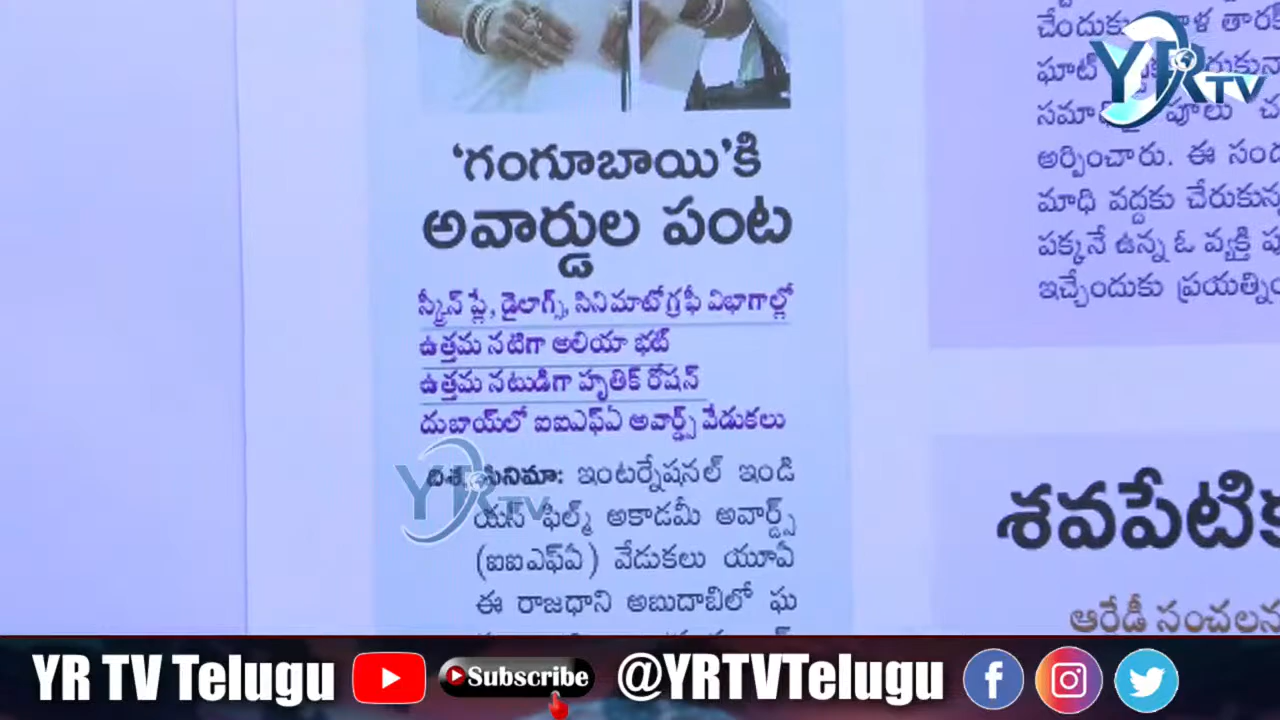 'గంగూబాయి'కి
అవార్డుల పంట
స్క్రీన్ ప్లే, డైలాగ్స్, సినిమాటోగ్రఫీ విభాగాల్లో
ఉత్తమ నటిగా అలియా భట్
ఉత్తమ నటుడిగా హృతిక్ రోషన్
దుబాయ్‌లో ఐఐఎఫ్ఏ అవార్డ్స్ వేడుకలు
దిశ, సినిమా: ఇంటర్నేషనల్ ఇండి
యన్ ఫిల్మ్ అకాడమీ అవార్డ్స్
(ఐఐఎఫ్ఏ) వేడుకలు యూఏ
ఈ రాజధాని అబుదాబిలో ఘ
YR TV
చేందుకు తార
ఘాట్
పూలు
అర్పించారు. ఈ
మాధి వద్దకు
పక్కనే ఉన్న ఓ వ్యక్తి
ఇచ్చేందుకు
శవపేటిక
ఆరేడీ
YR TV
YR TV Telugu
Subscribe
@YRTVTelugu